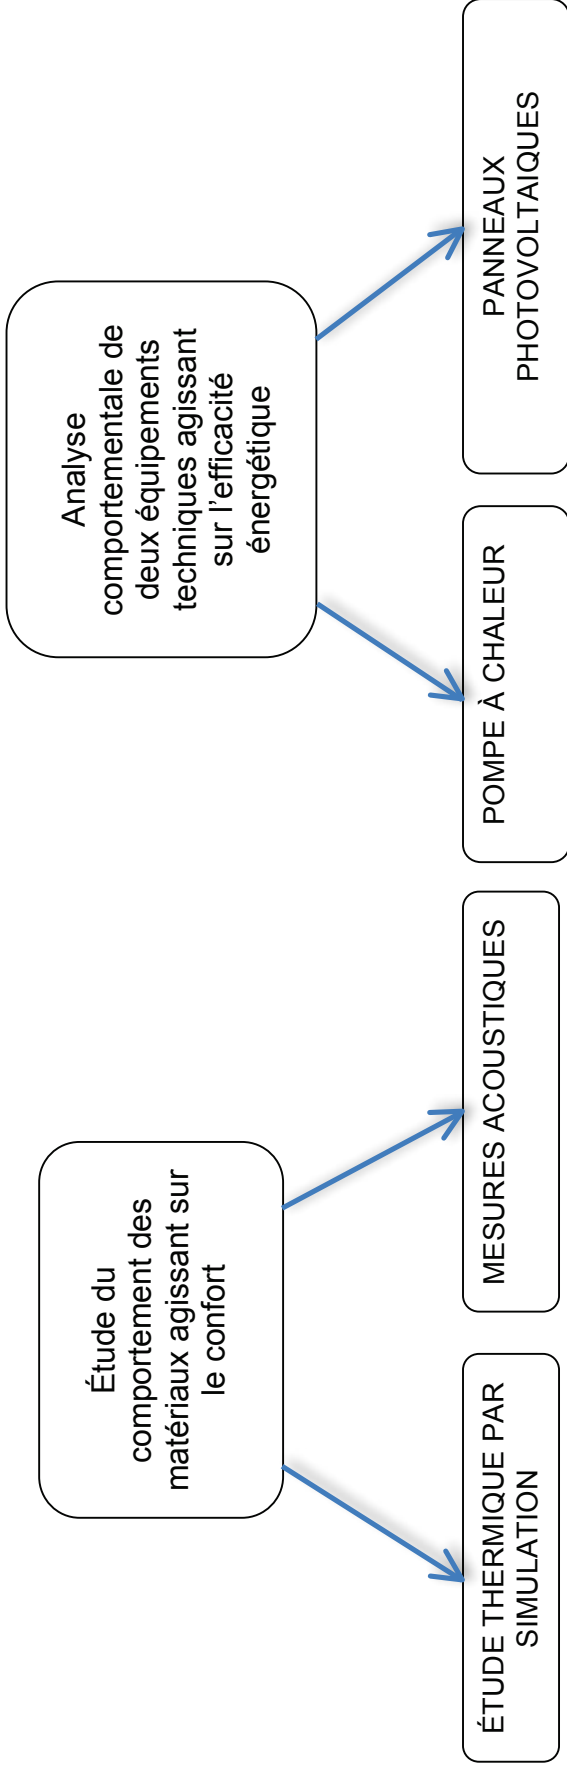 Étude du
comportement des
matériaux agissant sur
le confort
ÉTUDE THERMIQUE PAR
SIMULATION
MESURES ACOUSTIQUES
Analyse
comportementale de
deux équipements
techniques agissant
sur l’efficacité
énergétique
POMPE À CHALEUR
PANNEAUX
PHOTOVOLTAIQUES